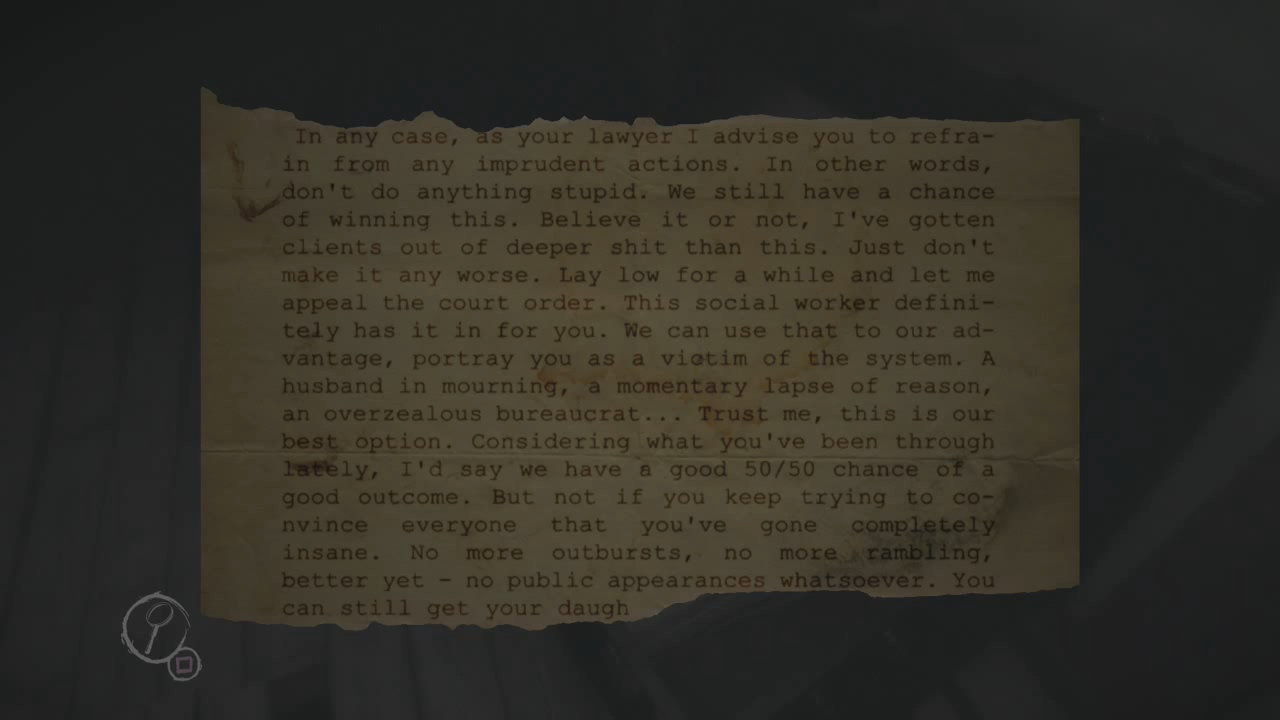 In any case, as your lawyer I advise you to refra-
in from any imprudent actions. In other words,
don't do anything stupid. We still have a chance
of winning this. Believe it or not, I've gotten
clients out of deeper shit than this. Just don't
make it any worse. Lay low for a while and let me
appeal the court order. This social worker defini-
tely has it in for you. We can use that to our ad-
vantage, portray you as a victim of the system. A
husband in mourning, a momentary lapse of reason,
an overzealous bureaucrat... Trust me, this is our
best option. Considering what you've been through
lately, I'd say we have a good 50/50 chance of a
good outcome. But not if you keep trying to co-
nvince everyone that you've gone completely
insane. No more outbursts, no more rambling,
better yet - no public appearances whatsoever. You
can still get your daugh